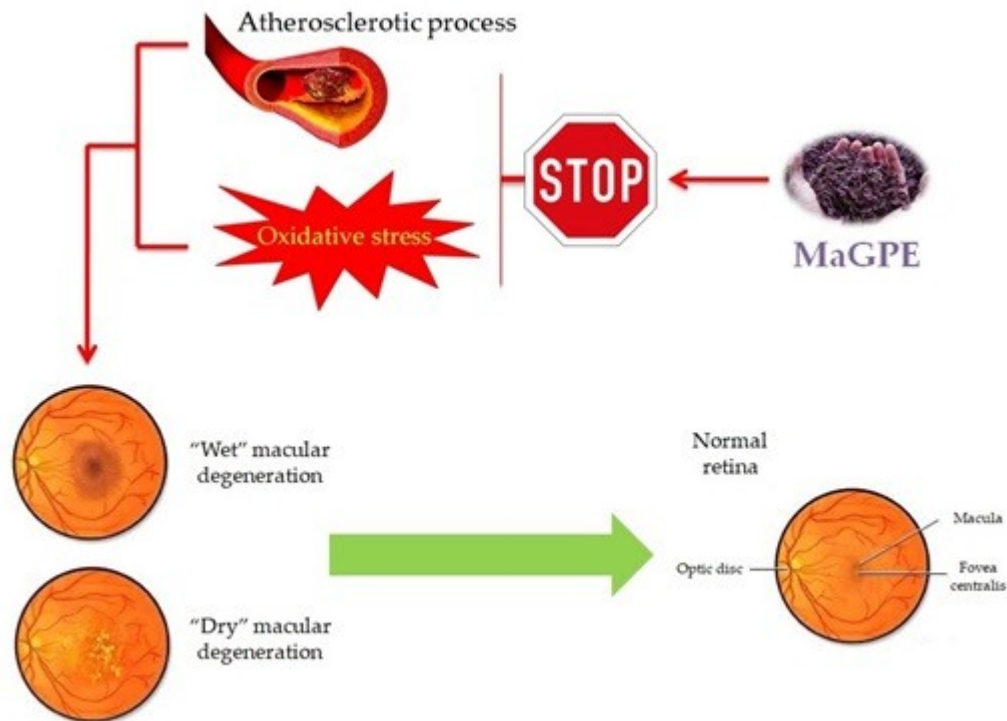 Atherosclerotic process
Oxidative stress
STOP
MaGPE
“Wet” macular
degeneration
Normal
retina
Macula
Optic disc
Fovea
centralis
“Dry” macular
degeneration